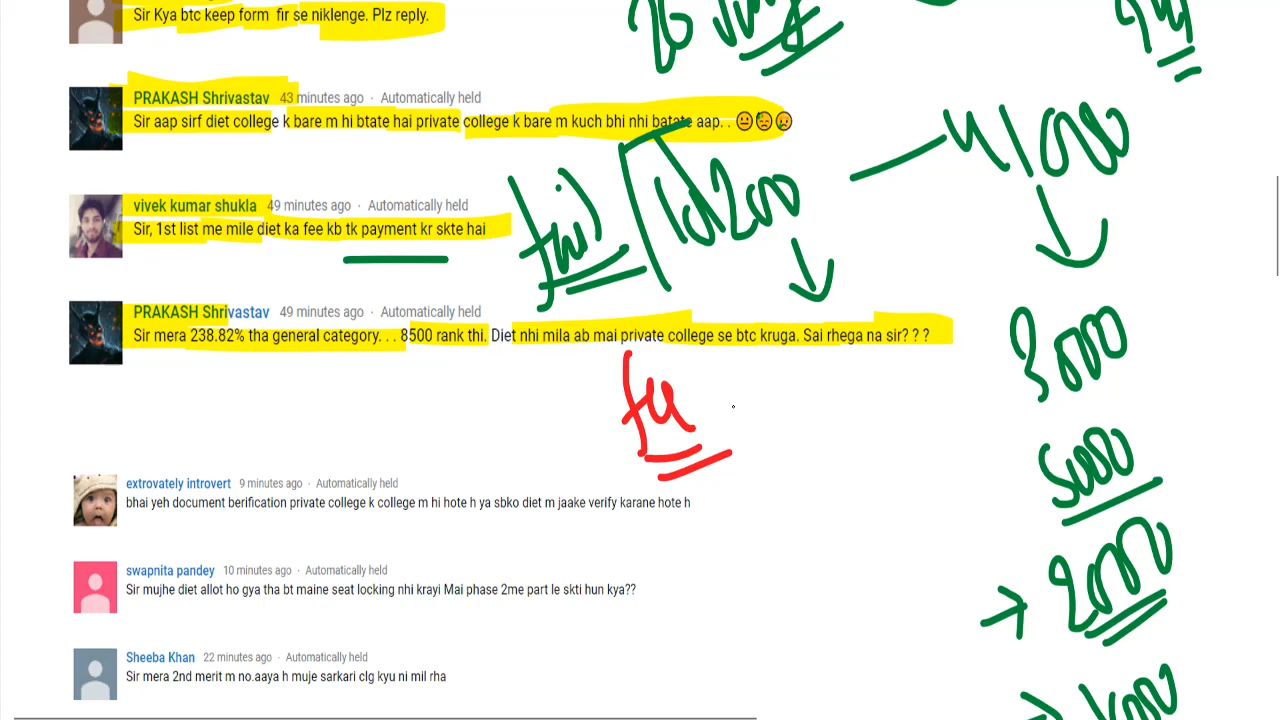 Sir Kya btc keep form fir se niklenge. Plz reply.
PRAKASH Shrivastav 43 minutes ago · Automatically held
Sir aap sirf diet college k bare m hi btate hai private college k bare m kuch bhi nhi batate aap. . 😐😓😥
41000
vivek kumar shukla 49 minutes ago · Automatically held
Sir, 1st list me mile diet ka fee kb tk payment kr skte hai
PRAKASH Shrivastav 49 minutes ago · Automatically held
Sir mera 238.82% tha general category. . . 8500 rank thi. Diet nhi mila ab mai private college se btc kruga. Sai rhega na sir? ? ?
3000
5000
2000
extrovately introvert 9 minutes ago · Automatically held
bhai yeh document berification private college k college m hi hote h ya sbko diet m jaake verify karane hote h
swapnita pandey 10 minutes ago · Automatically held
Sir mujhe diet allot ho gya tha bt maine seat locking nhi krayi Mai phase 2me part le skti hun kya??
Sheeba Khan 22 minutes ago · Automatically held
Sir mera 2nd merit m no.aaya h muje sarkari clg kyu ni mil rha